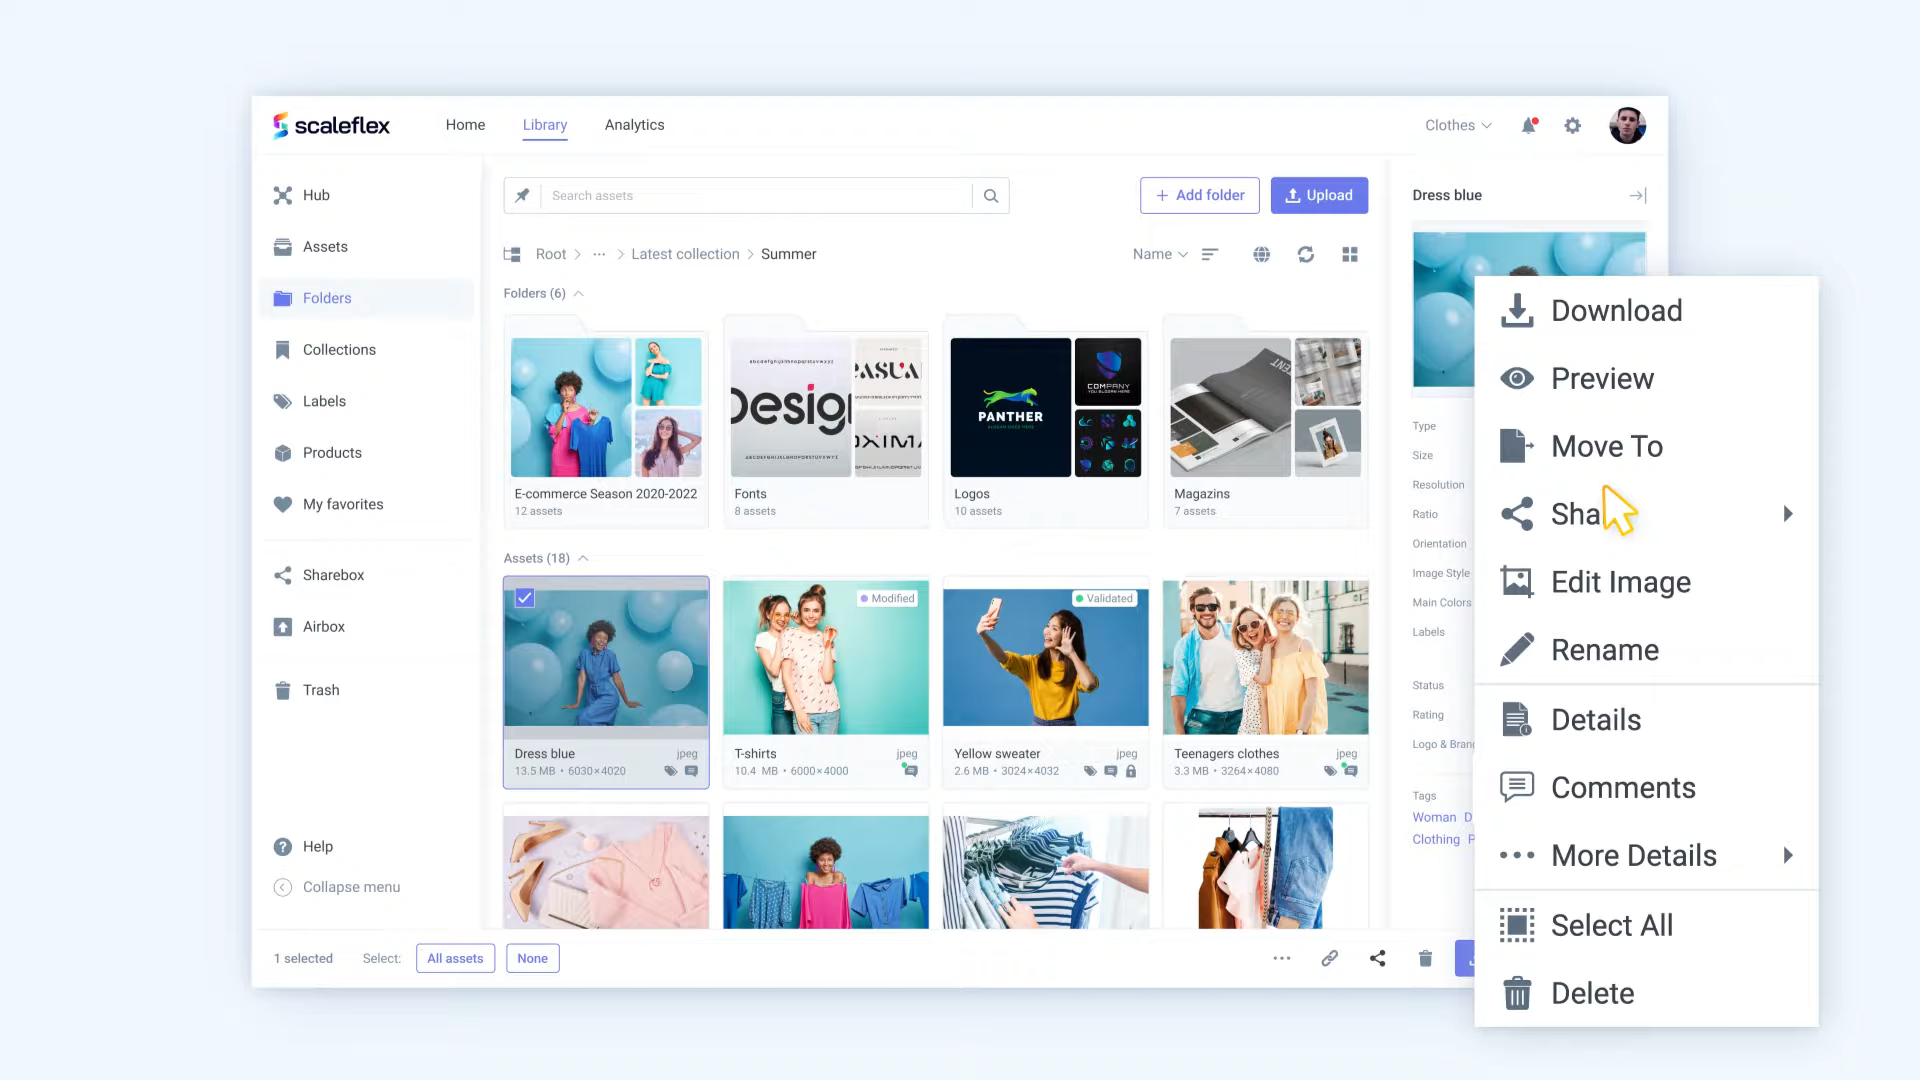 scaleflex
Home
Library
Analytics
Clothes
Hub
Assets
Folders
Collections
Labels
Products
My favorites
Sharebox
Airbox
Trash
Help
Collapse menu
Search assets
Add folder
Upload
Root > ... > Latest collection > Summer
Name
Folders (6)
Design
PANTHER
COMPANY
E-commerce Season 2020-2022
12 assets
Fonts
8 assets
Logos
10 assets
Magazins
7 assets
Assets (18)
Modified
Validated
Dress blue
jpeg
13.5 MB • 6030×4020
T-shirts
jpeg
10.4 MB • 6000×4000
Yellow sweater
jpeg
2.6 MB • 3024×4032
Teenagers clothes
jpeg
3.3 MB • 3264×4080
1 selected
Select:
All assets
None
Dress blue
Type
Size
Resolution
Ratio
Orientation
Image Style
Main Colors
Labels
Status
Rating
Logo & Brand
Tags
Woman D
Clothing
Download
Preview
Move To
Sha
Edit Image
Rename
Details
Comments
More Details
Select All
Delete